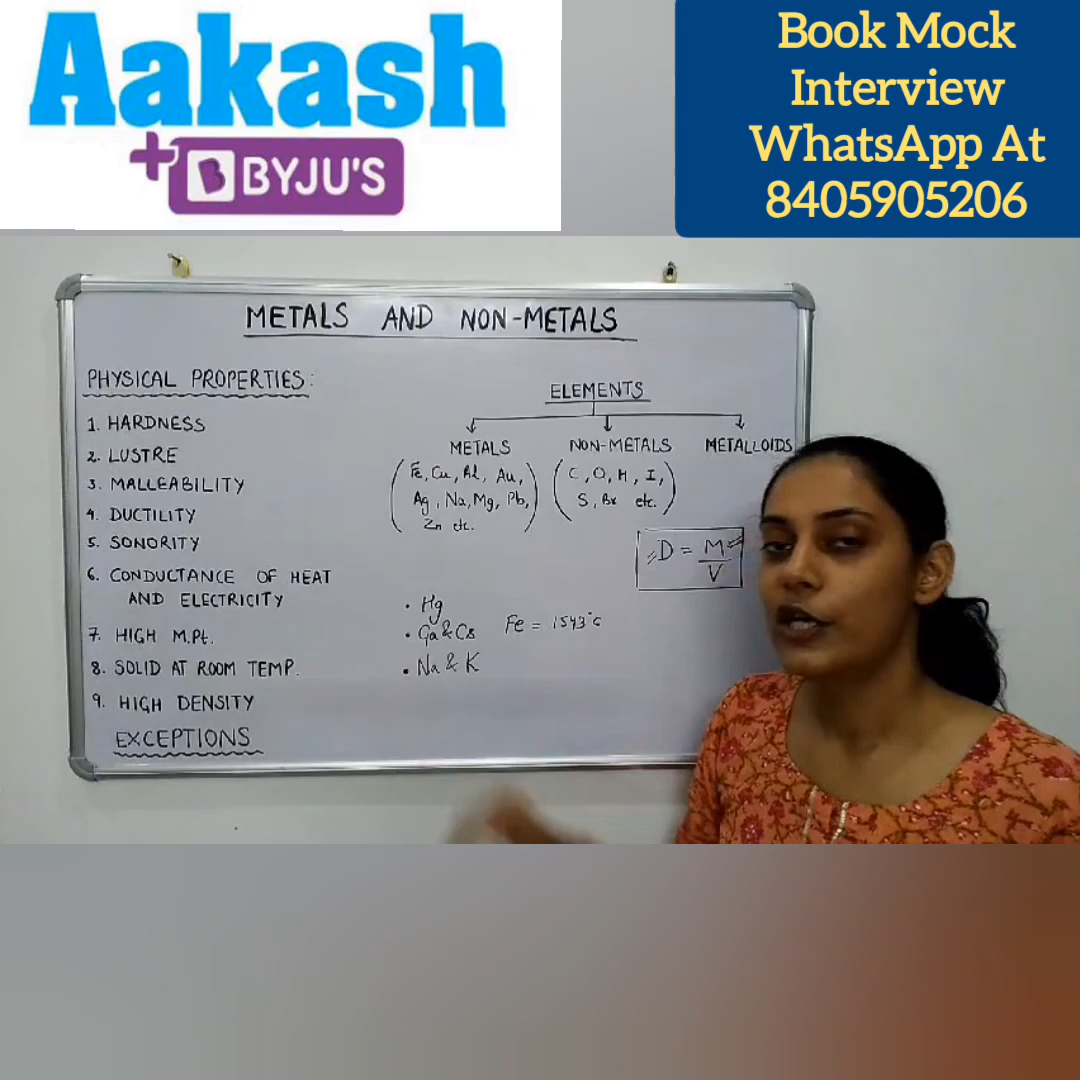 Aakash
+ BYJU'S
Book Mock
Interview
WhatsApp At
8405905206
METALS AND NON-METALS
PHYSICAL PROPERTIES:
1. HARDNESS
2. LUSTRE
3. MALLEABILITY
4. DUCTILITY
5. SONORITY
6. CONDUCTANCE OF HEAT
AND ELECTRICITY
7. HIGH M.Pt.
8. SOLID AT ROOM TEMP.
9. HIGH DENSITY
EXCEPTIONS
ELEMENTS
METALS
(Fe, Cu, Al, Au,
Ag, Na, Mg, Pb,
Zn etc.)
NON-METALS
(C, O, H, I,
S, Br etc.)
METALLOIDS
D = M/V
• Hg
• Ga & Cs
• Na & K
Fe = 1543°C